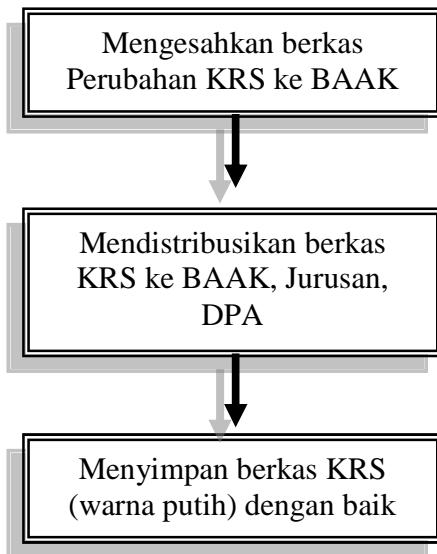 Mengesahkan berkas
Perubahan KRS ke BAAK
Mendistribusikan berkas
KRS ke BAAK, Jurusan,
DPA
Menyimpan berkas KRS
(warna putih) dengan baik